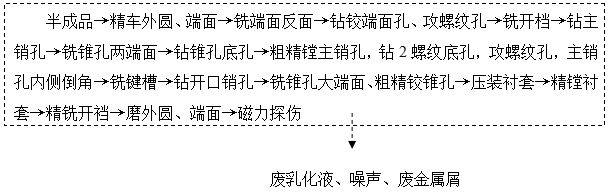 半成品→精车外圆、端面→铣端面反面→钻铰端面孔、攻螺纹孔→铣开档→钻主
销孔→铣锥孔两端面→钻锥孔底孔→粗精镗主销孔，钻 2 螺纹底孔，攻螺纹孔，主销
孔内侧倒角→铣键槽→钻开口销孔→铣锥孔大端面、粗精铰锥孔→压装衬套→精镗衬
套→精铣开裆→磨外圆、端面→磁力探伤
废乳化液、噪声、废金属屑